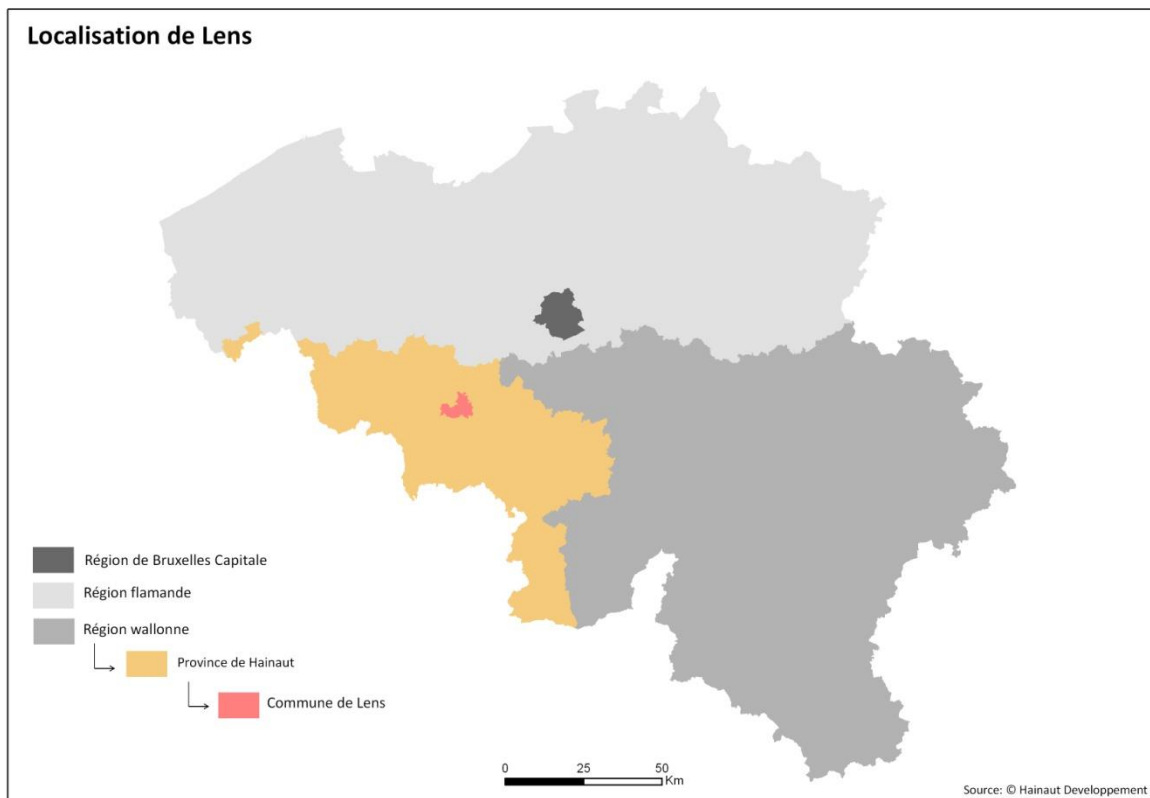 Localisation de Lens
Région de Bruxelles Capitale
Région flamande
Région wallonne
Province de Hainaut
Commune de Lens
0 25 50
Km
Source: © Hainaut Developpement